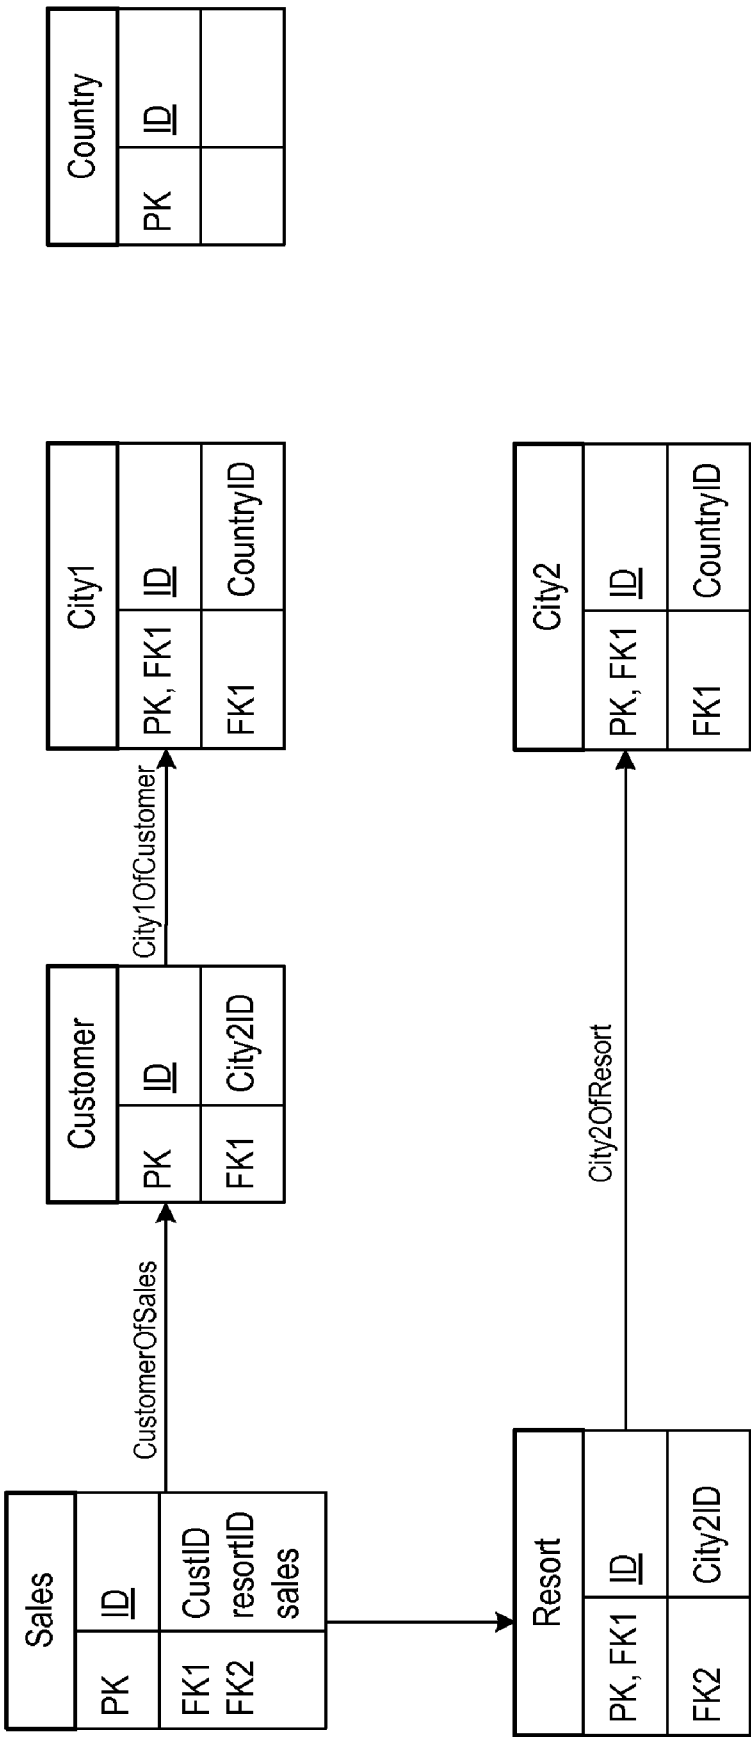 Sales
PK ID
FK1 CustID
FK2 resortID
sales
CustomerOfSales
Customer
PK ID
FK1 City2ID
City1OfCustomer
City1
PK, FK1 ID
FK1 CountryID
Country
PK ID
Resort
PK, FK1 ID
FK2 City2ID
City2OfResort
City2
PK, FK1 ID
FK1 CountryID